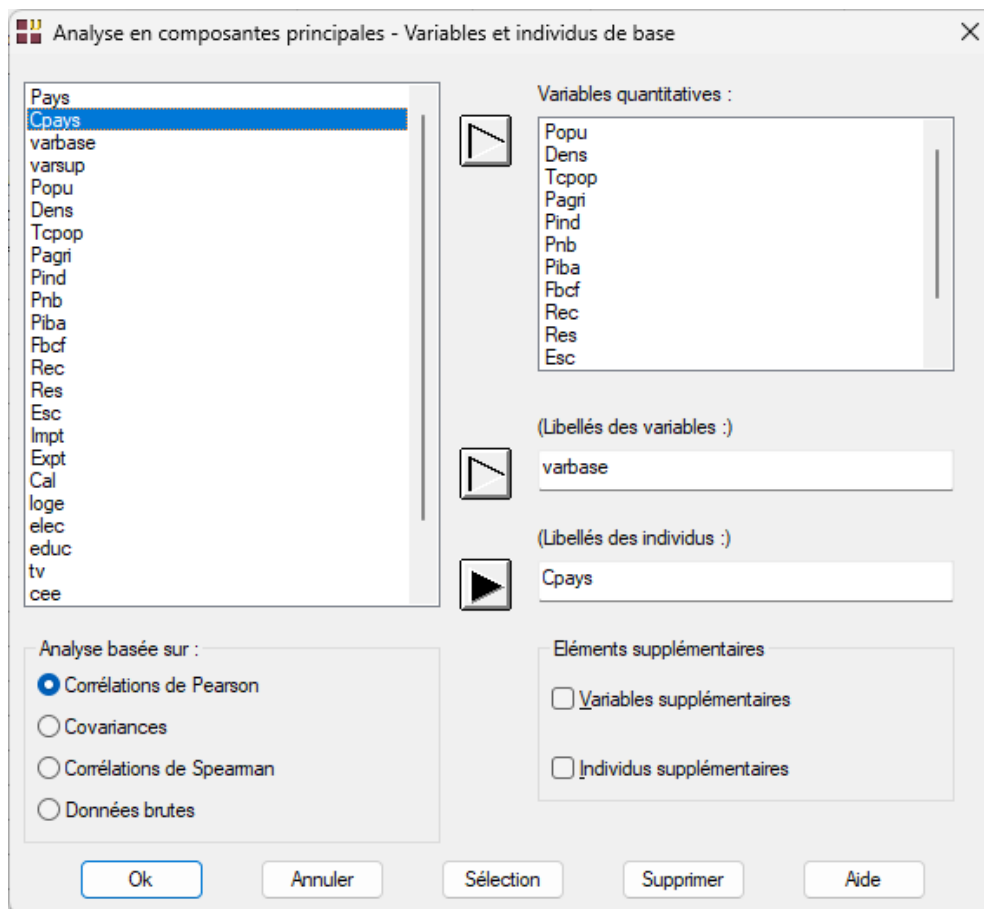 Analyse en composantes principales - Variables et individus de base
Pays
Cpays
varbase
varsup
Popu
Dens
Tcpop
Pagri
Pind
Pnb
Piba
Fbcf
Rec
Res
Esc
Impt
Expt
Cal
loge
elec
educ
tv
cee
Variables quantitatives :
Popu
Dens
Tcpop
Pagri
Pind
Pnb
Piba
Fbcf
Rec
Res
Esc
(Libellés des variables :)
varbase
(Libellés des individus :)
Cpays
Analyse basée sur :
Corrélations de Pearson
Covariances
Corrélations de Spearman
Données brutes
Eléments supplémentaires
Variables supplémentaires
Individus supplémentaires
Ok
Annuler
Sélection
Supprimer
Aide